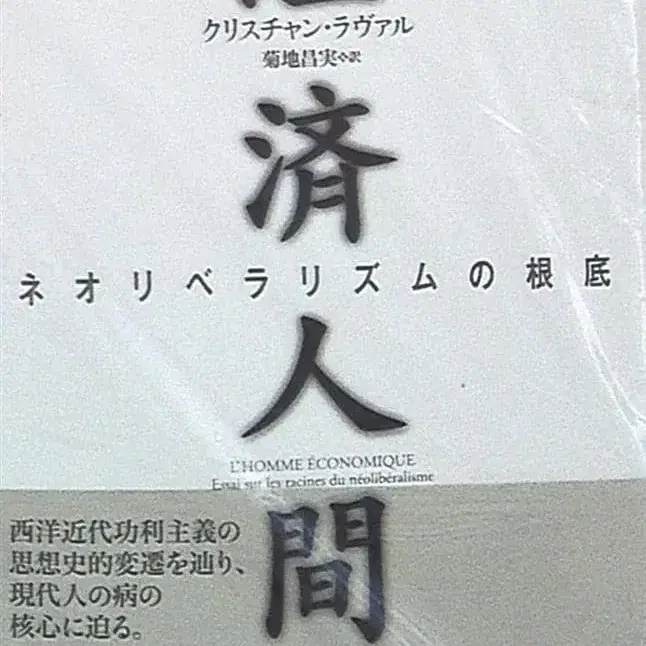 クリスチャン・ラヴァル
菊地昌実❖訳
済人間
ネオリベラリズムの根底
L'HOMME ÉCONOMIQUE
Essai sur les racines du néolibéralisme
西洋近代功利主義の
思想史的変遷を辿り、
現代人の病の
核心に迫る。